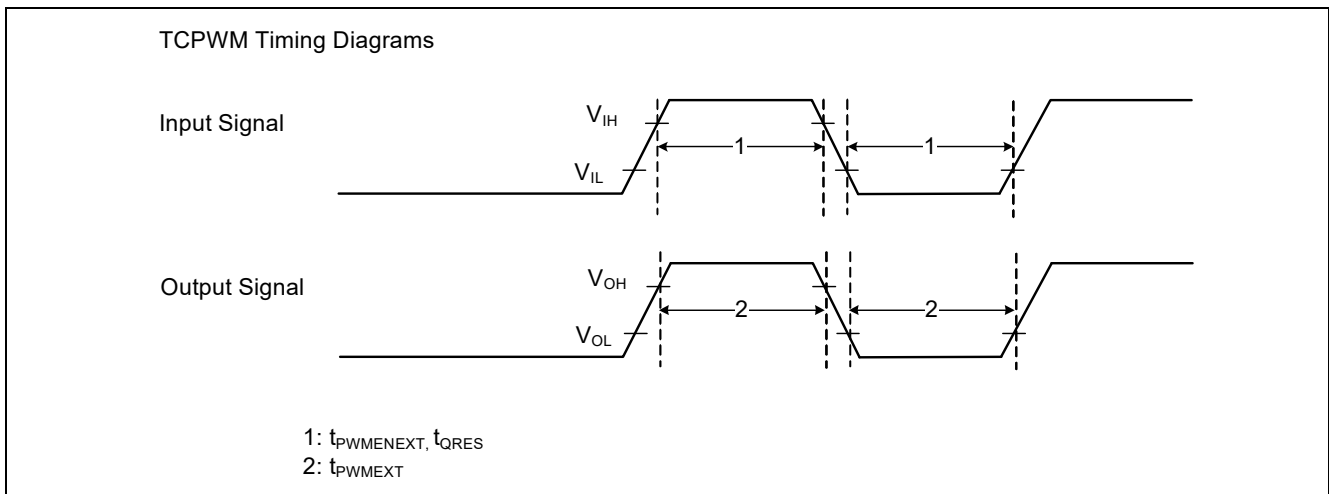 TCPWM Timing Diagrams
Input Signal
VIH
VIL
1
1
Output Signal
VOH
VOL
2
2
1: tPWMENEXT, tQRES
2: tPWMEXT